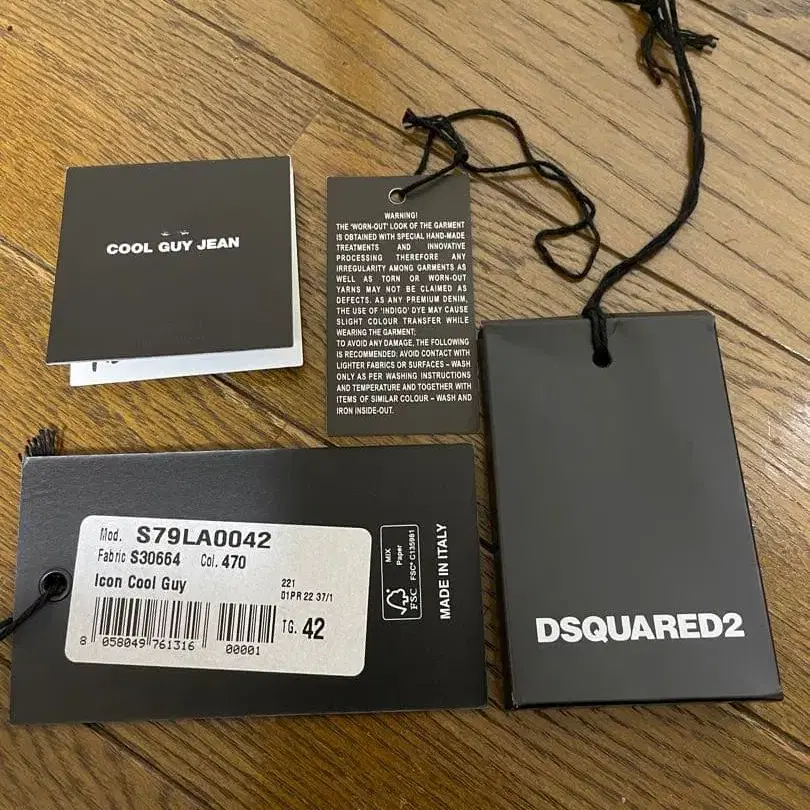 COOL GUY JEAN
WARNING!
THE 'WORN-OUT' LOOK OF THE GARMENT
IS OBTAINED WITH SPECIAL HAND-MADE
TREATMENTS AND INNOVATIVE
PROCESSING THEREFORE ANY
IRREGULARITY AMONG GARMENTS AS
WELL AS TORN OR WORN-OUT
YARNS MAY NOT BE CLAIMED AS
DEFECTS. AS ANY PREMIUM DENIM,
THE USE OF 'INDIGO' DYE MAY CAUSE
SLIGHT COLOUR TRANSFER WHILE
WEARING THE GARMENT;
TO AVOID ANY DAMAGE, THE FOLLOWING
IS RECOMMENDED: AVOID CONTACT WITH
LIGHTER FABRICS OR SURFACES – WASH
ONLY AS PER WASHING INSTRUCTIONS
AND TEMPERATURE AND TOGETHER WITH
ITEMS OF SIMILAR COLOUR – WASH AND
IRON INSIDE-OUT.
Mod. S79LA0042
Fabric S30664 Col. 470
Icon Cool Guy
221
01PR 22 37/1
TG. 42
8 058049 761316 00001
MIX
Paper
FSC® C135981
FSC
MADE IN ITALY
DSQUARED2